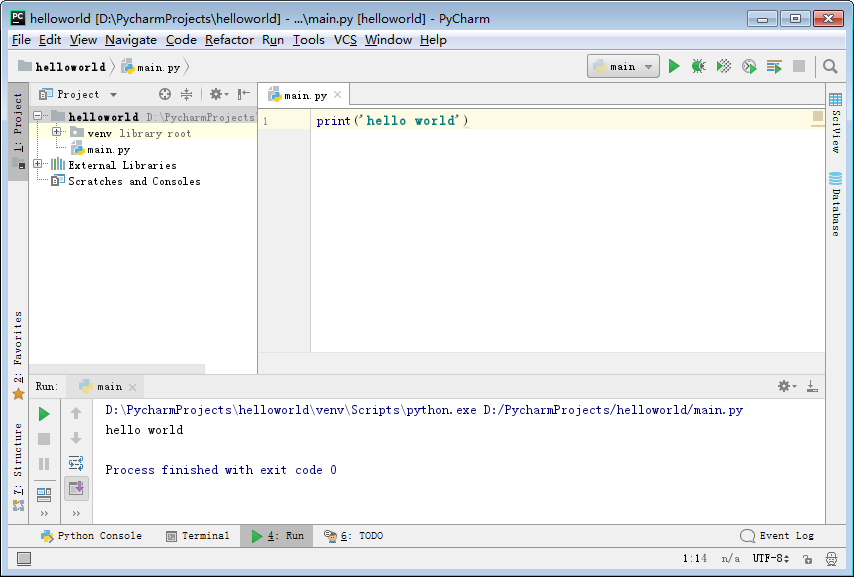 PC helloworld [D:\PycharmProjects\helloworld] - ...\main.py [helloworld] - PyCharm
File Edit View Navigate Code Refactor Run Tools VCS Window Help
helloworld main.py main
1: Project
Project
helloworld D:\PycharmProjects
venv library root
main.py
External Libraries
Scratches and Consoles
main.py
1 print('hello world')
SciView
Database
2: Favorites
7: Structure
Run: main
D:\PycharmProjects\helloworld\venv\Scripts\python.exe D:/PycharmProjects/helloworld/main.py
hello world
Process finished with exit code 0
>> >>
Python Console Terminal 4: Run 6: TODO Event Log
1:14 n/a UTF-8